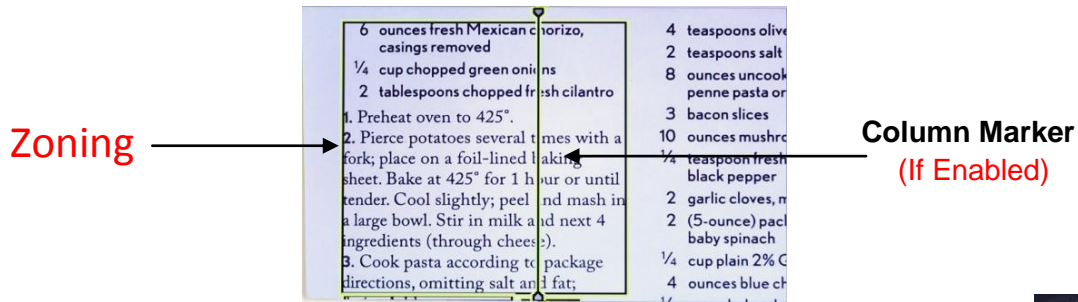 Zoning
6 ounces fresh Mexican chorizo,
casings removed
¼ cup chopped green onions
2 tablespoons chopped fresh cilantro
1. Preheat oven to 425°.
2. Pierce potatoes several times with a
fork; place on a foil-lined baking
sheet. Bake at 425° for 1 hour or until
tender. Cool slightly; peel and mash in
a large bowl. Stir in milk and next 4
ingredients (through cheese).
3. Cook pasta according to package
directions, omitting salt and fat;
4 teaspoons olive
2 teaspoons salt
8 ounces
penne pasta or
3 bacon slices
10 ounces
¼ teaspoon fresh
black pepper
2 garlic cloves,
2 (5-ounce)
baby spinach
¼ cup plain 2%
4 ounces blue
Column Marker
(If Enabled)